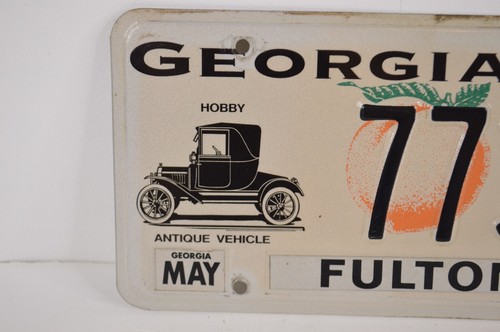 GEORGIA
HOBBY
77
ANTIQUE VEHICLE
GEORGIA
MAY
FULTON